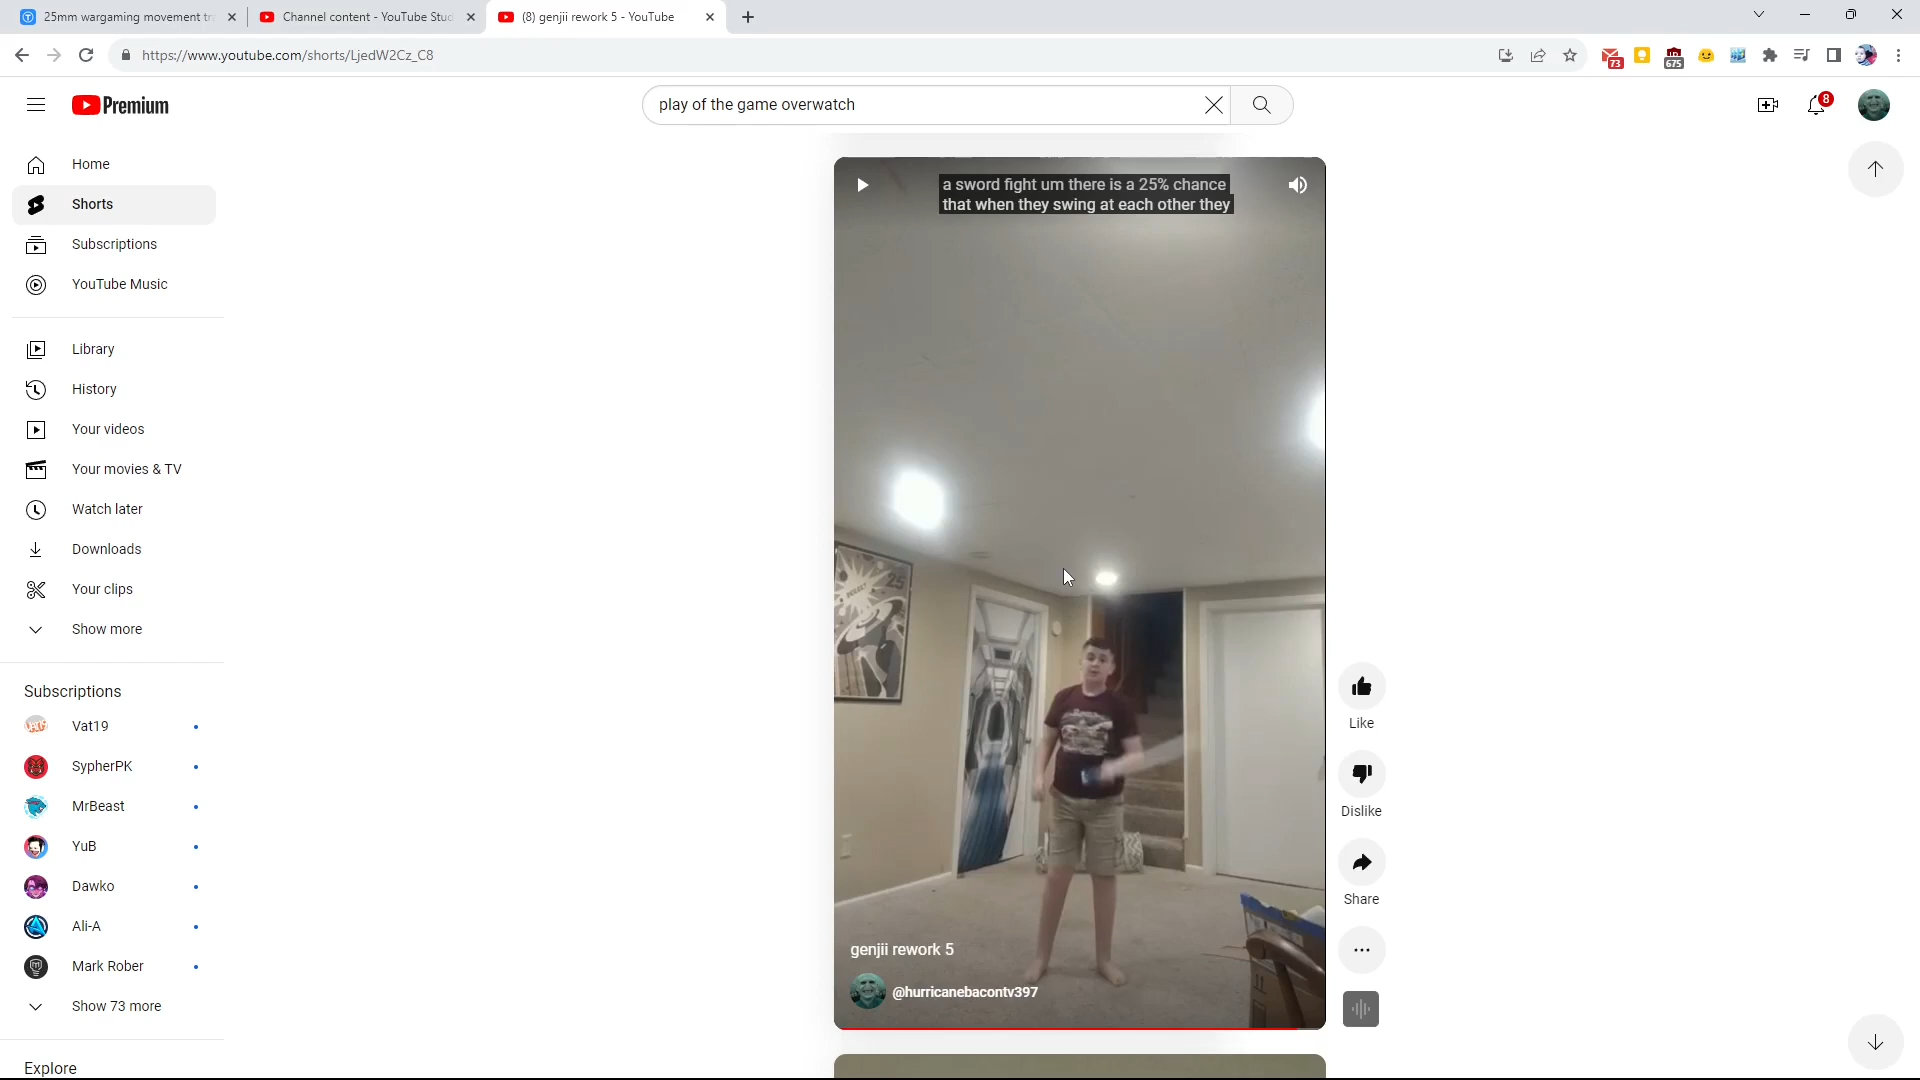 25mm wargaming movement tr
Channel content - YouTube Stud
(8) genjii rework 5 - YouTube
https://www.youtube.com/shorts/LjedW2Cz_C8
73
675
Premium
play of the game overwatch
8
Home
Shorts
Subscriptions
YouTube Music
Library
History
Your videos
Your movies & TV
Watch later
Downloads
Your clips
Show more
Subscriptions
Vat19
SypherPK
MrBeast
YuB
Dawko
Ali-A
Mark Rober
Show 73 more
Explore
a sword fight um there is a 25% chance
that when they swing at each other they
25
genjii rework 5
@hurricanebacontv397
Like
Dislike
Share